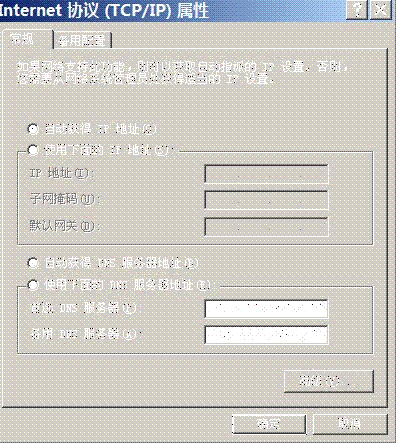 Internet 协议 (TCP/IP) 属性
常规 备用配置
如果网络支持此功能，则可以获取自动指派的 IP 设置。否则，
您需要从网络系统管理员处获得适当的 IP 设置。
自动获得 IP 地址(O)
使用下面的 IP 地址(S):
IP 地址(I):
子网掩码(U):
默认网关(D):
自动获得 DNS 服务器地址(B)
使用下面的 DNS 服务器地址(E):
首选 DNS 服务器(P):
备用 DNS 服务器(A):
高级(V)...
确定 取消